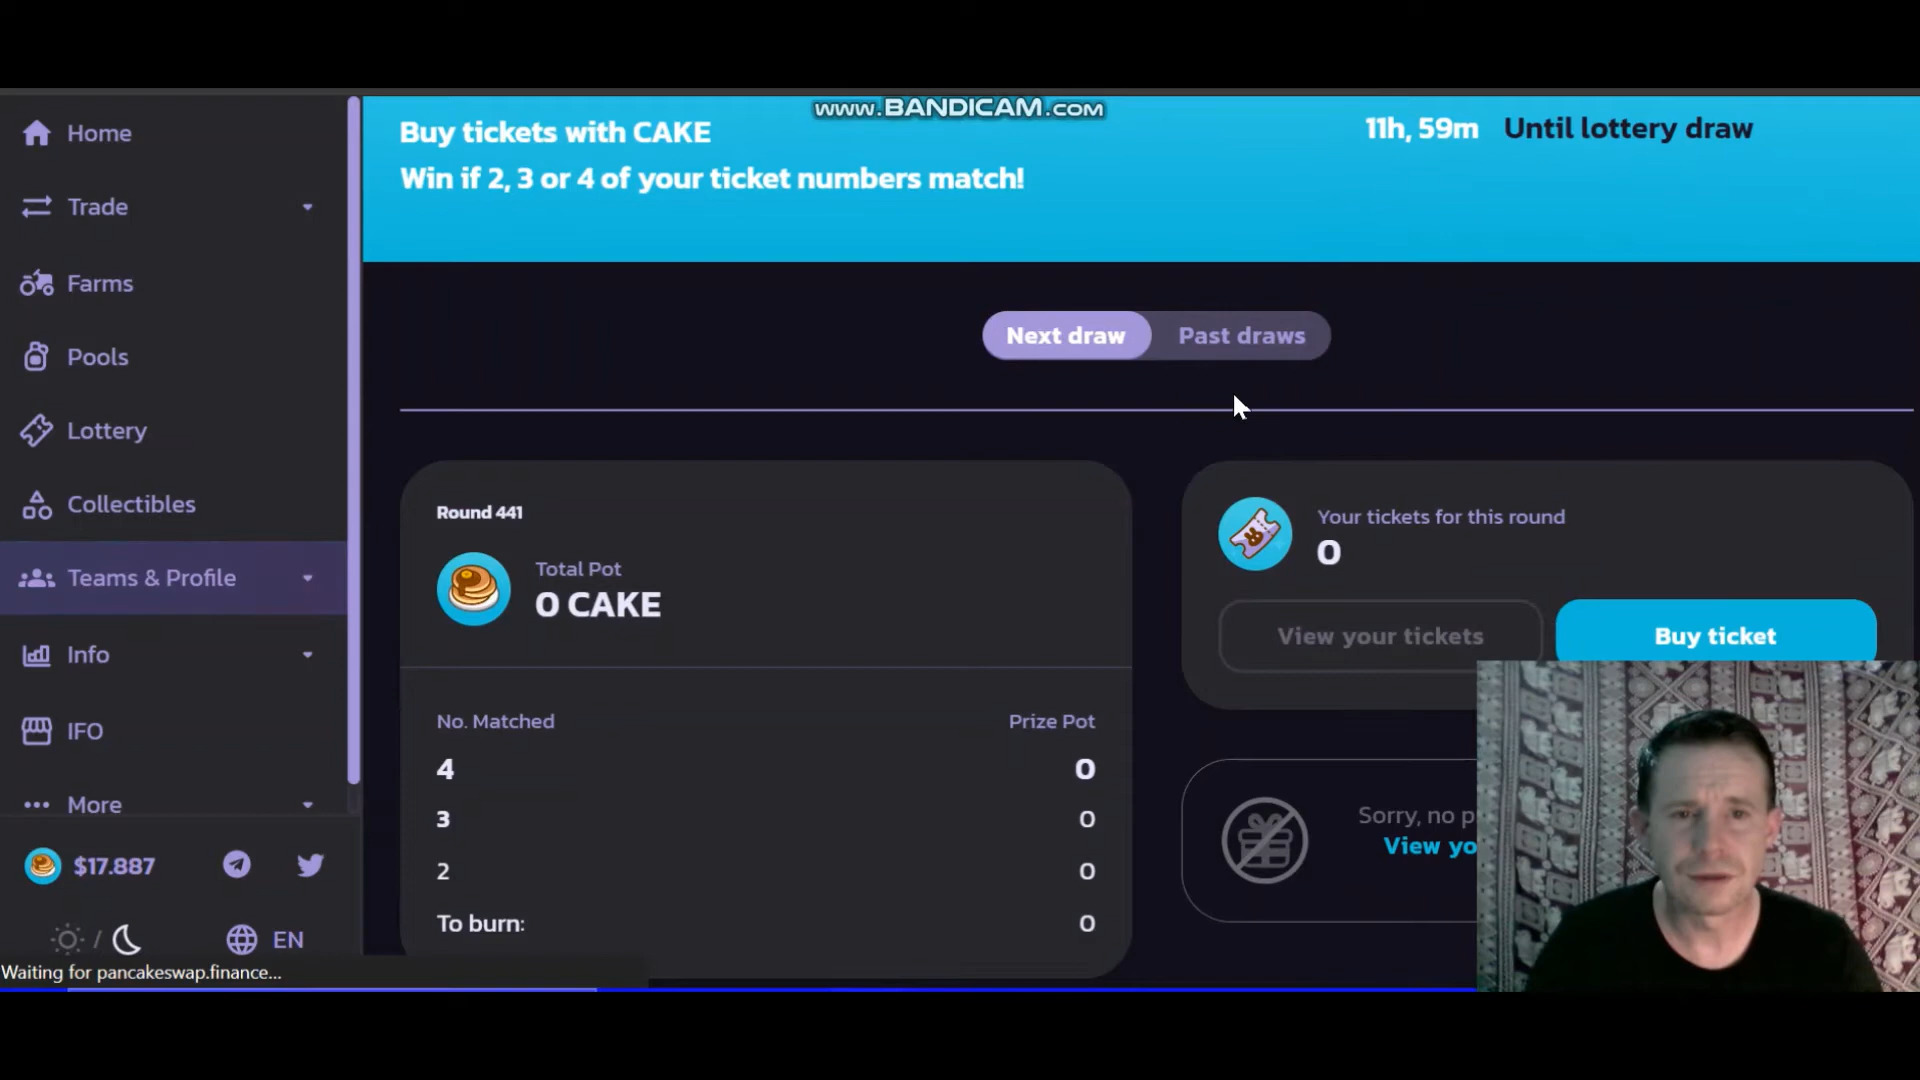 www.BANDICAM.com
Home
Trade
Farms
Pools
Lottery
Collectibles
Teams & Profile
Info
IFO
More
$17.887
/
EN
Waiting for pancakeswap.finance...
Buy tickets with CAKE
Win if 2, 3 or 4 of your ticket numbers match!
11h, 59m Until lottery draw
Next draw
Past draws
Round 441
Total Pot
0 CAKE
No. Matched Prize Pot
4 0
3 0
2 0
To burn: 0
Your tickets for this round
0
View your tickets
Buy ticket
Sorry, no p
View yo